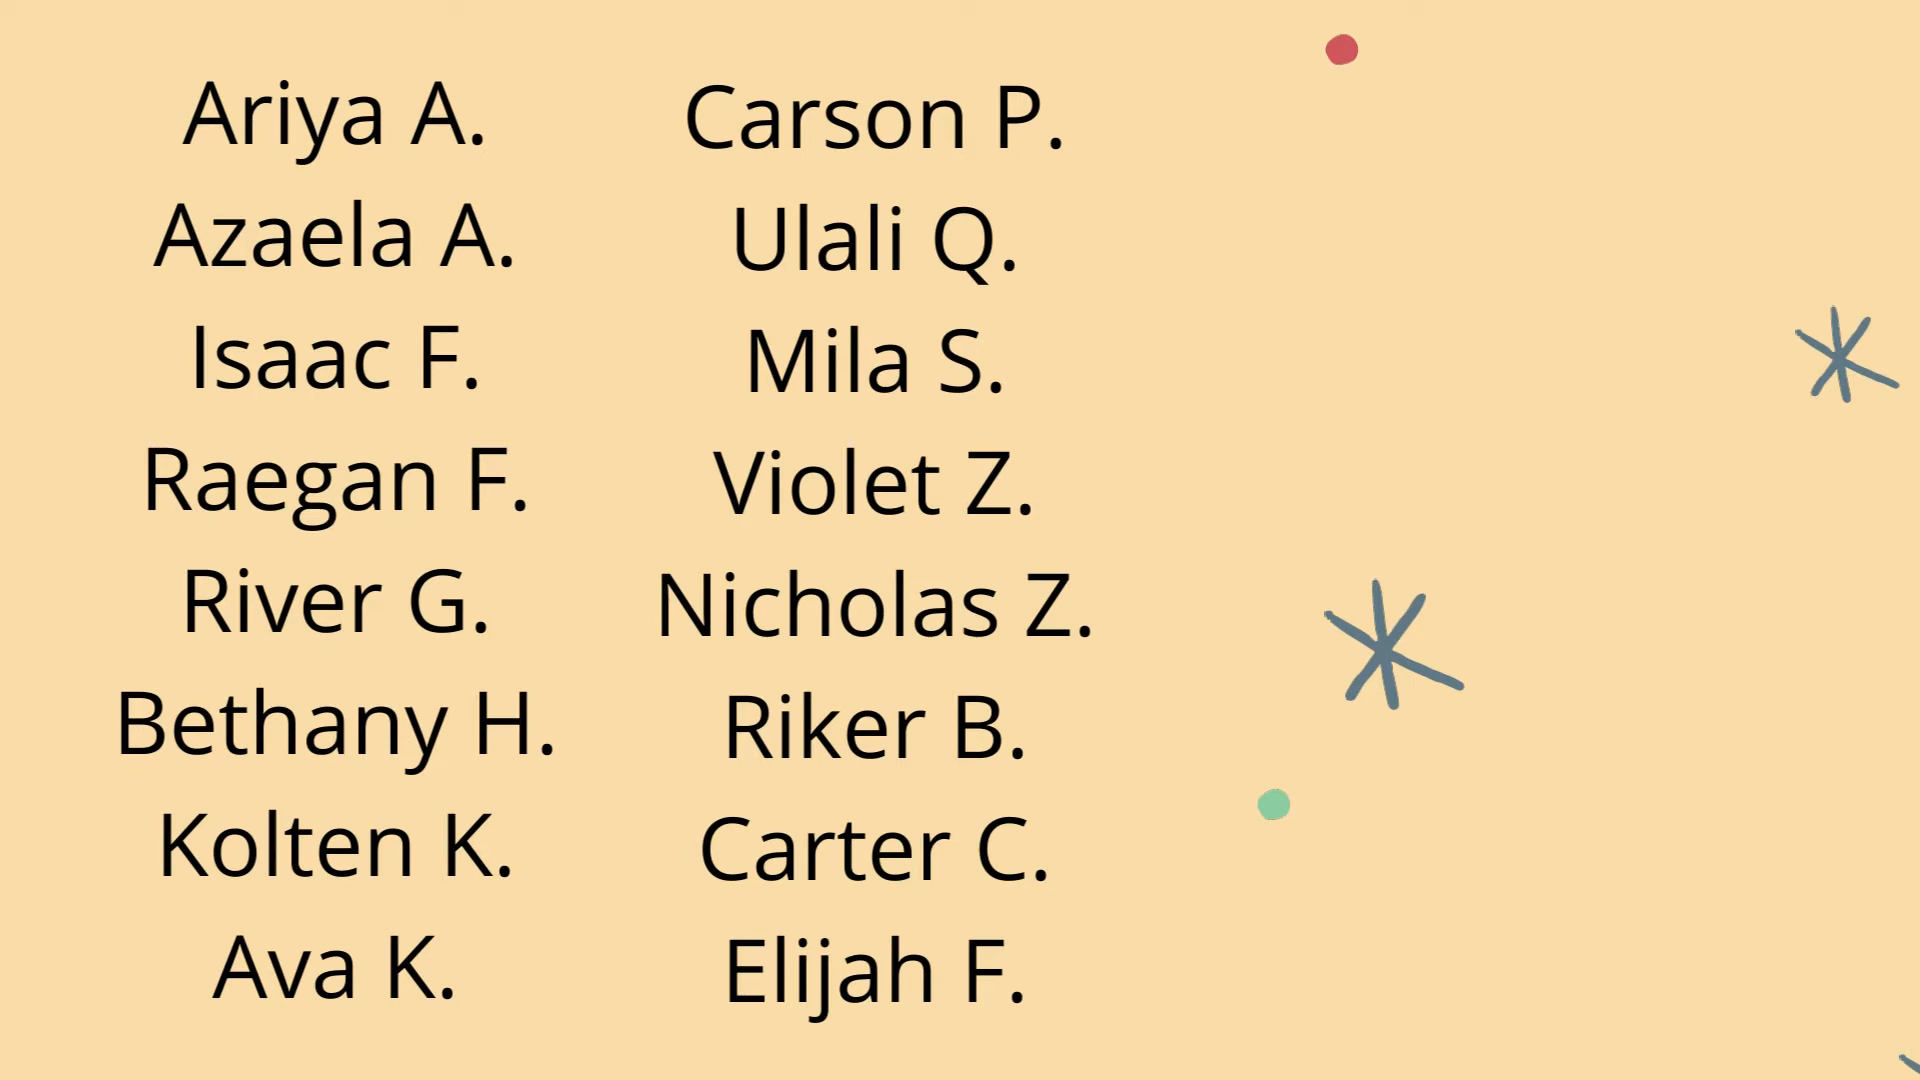 Ariya A.
Azaela A.
Isaac F.
Raegan F.
River G.
Bethany H.
Kolten K.
Ava K.
Carson P.
Ulali Q.
Mila S.
Violet Z.
Nicholas Z.
Riker B.
Carter C.
Elijah F.